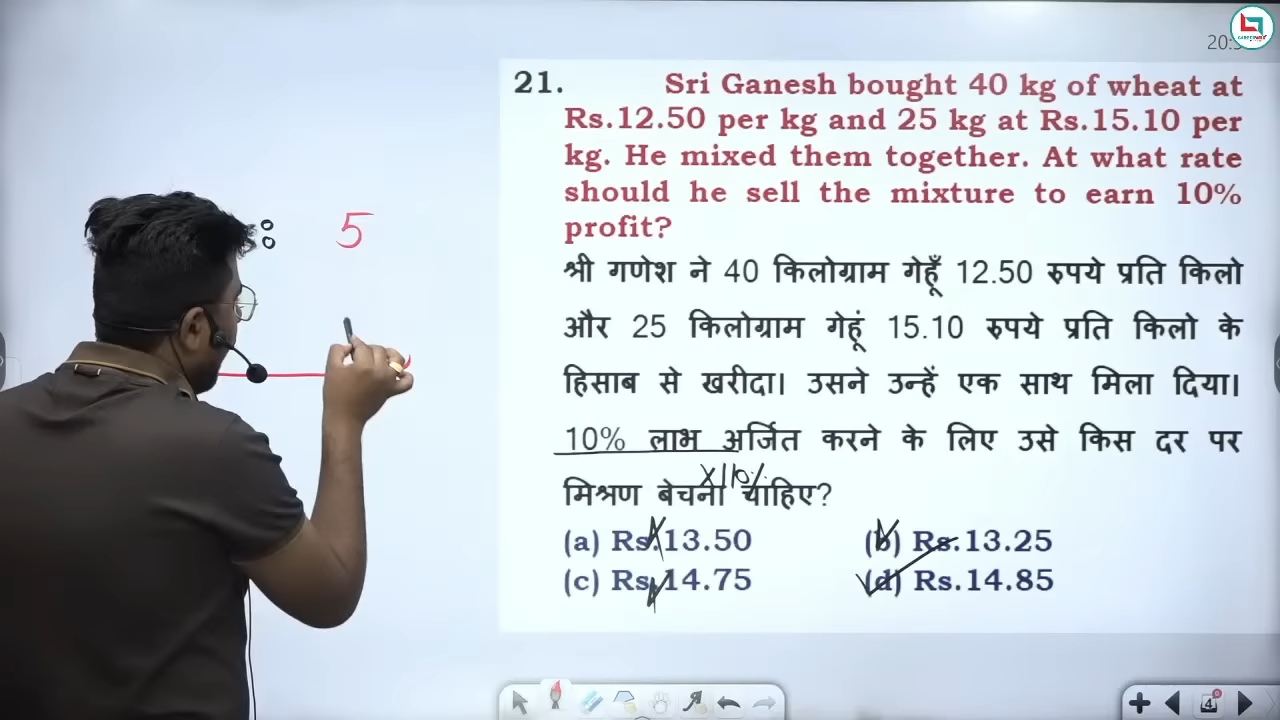 20:
: 5
21. Sri Ganesh bought 40 kg of wheat at
Rs.12.50 per kg and 25 kg at Rs.15.10 per
kg. He mixed them together. At what rate
should he sell the mixture to earn 10%
profit?
श्री गणेश ने 40 किलोग्राम गेहूँ 12.50 रुपये प्रति किलो
और 25 किलोग्राम गेहूं 15.10 रुपये प्रति किलो के
हिसाब से खरीदा। उसने उन्हें एक साथ मिला दिया।
10% लाभ अर्जित करने के लिए उसे किस दर पर
मिश्रण बेचना चाहिए?
(a) Rs.13.50 (b) Rs.13.25
(c) Rs.14.75 (d) Rs.14.85
4